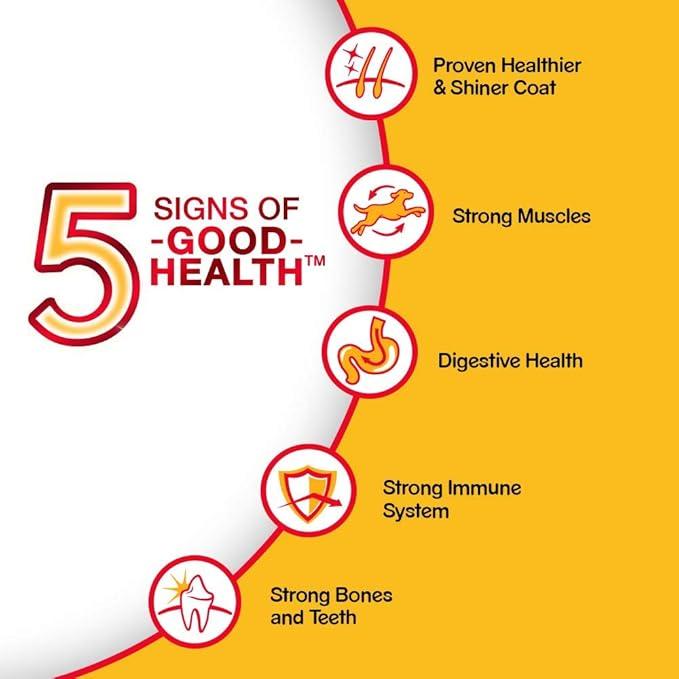 5
SIGNS OF
-GOOD-
HEALTH™
Proven Healthier
& Shiner Coat
Strong Muscles
Digestive Health
Strong Immune
System
Strong Bones
and Teeth